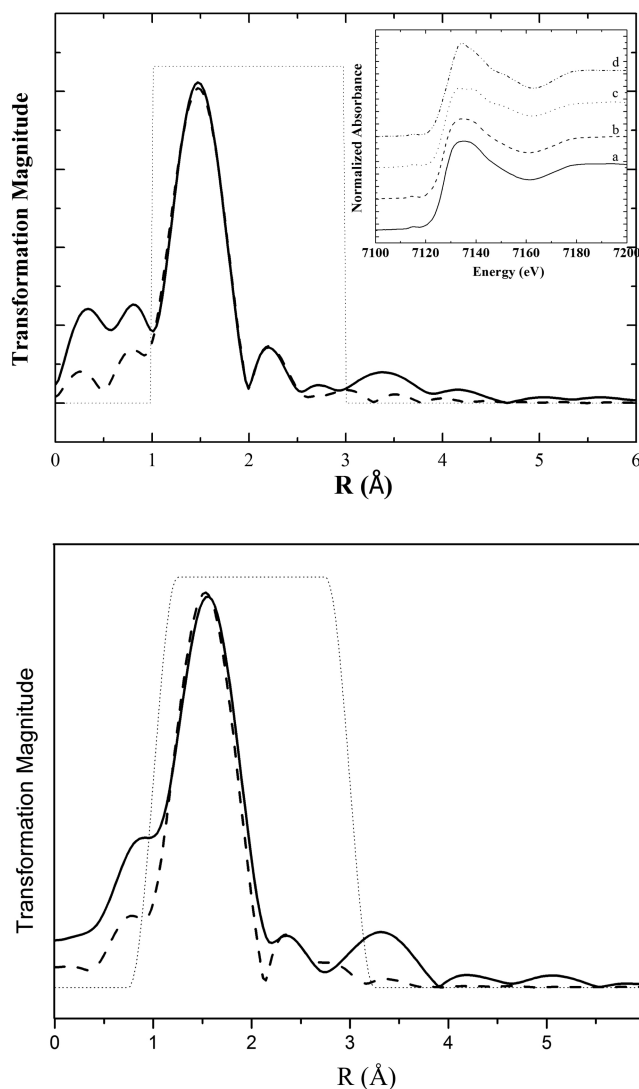 Transformation Magnitude
Normalized Absorbance
d
c
b
a
7100 7120 7140 7160 7180 7200
Energy (eV)
0 1 2 3 4 5 6
R (Å)
Transformation Magnitude
0 1 2 3 4 5
R (Å)